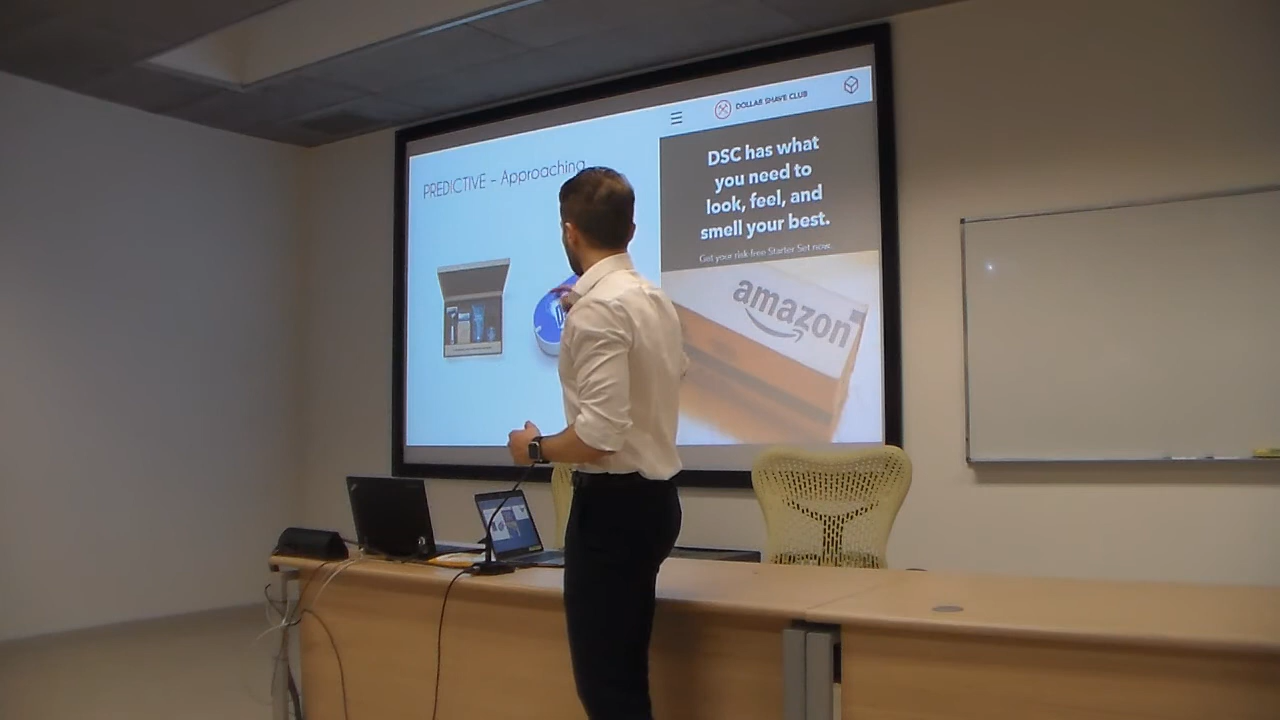 PREDICTIVE – Approaching
DOLLAR SHAVE CLUB
DSC has what
you need to
look, feel, and
smell your best.
Get your risk-free Starter Set now.
amazon